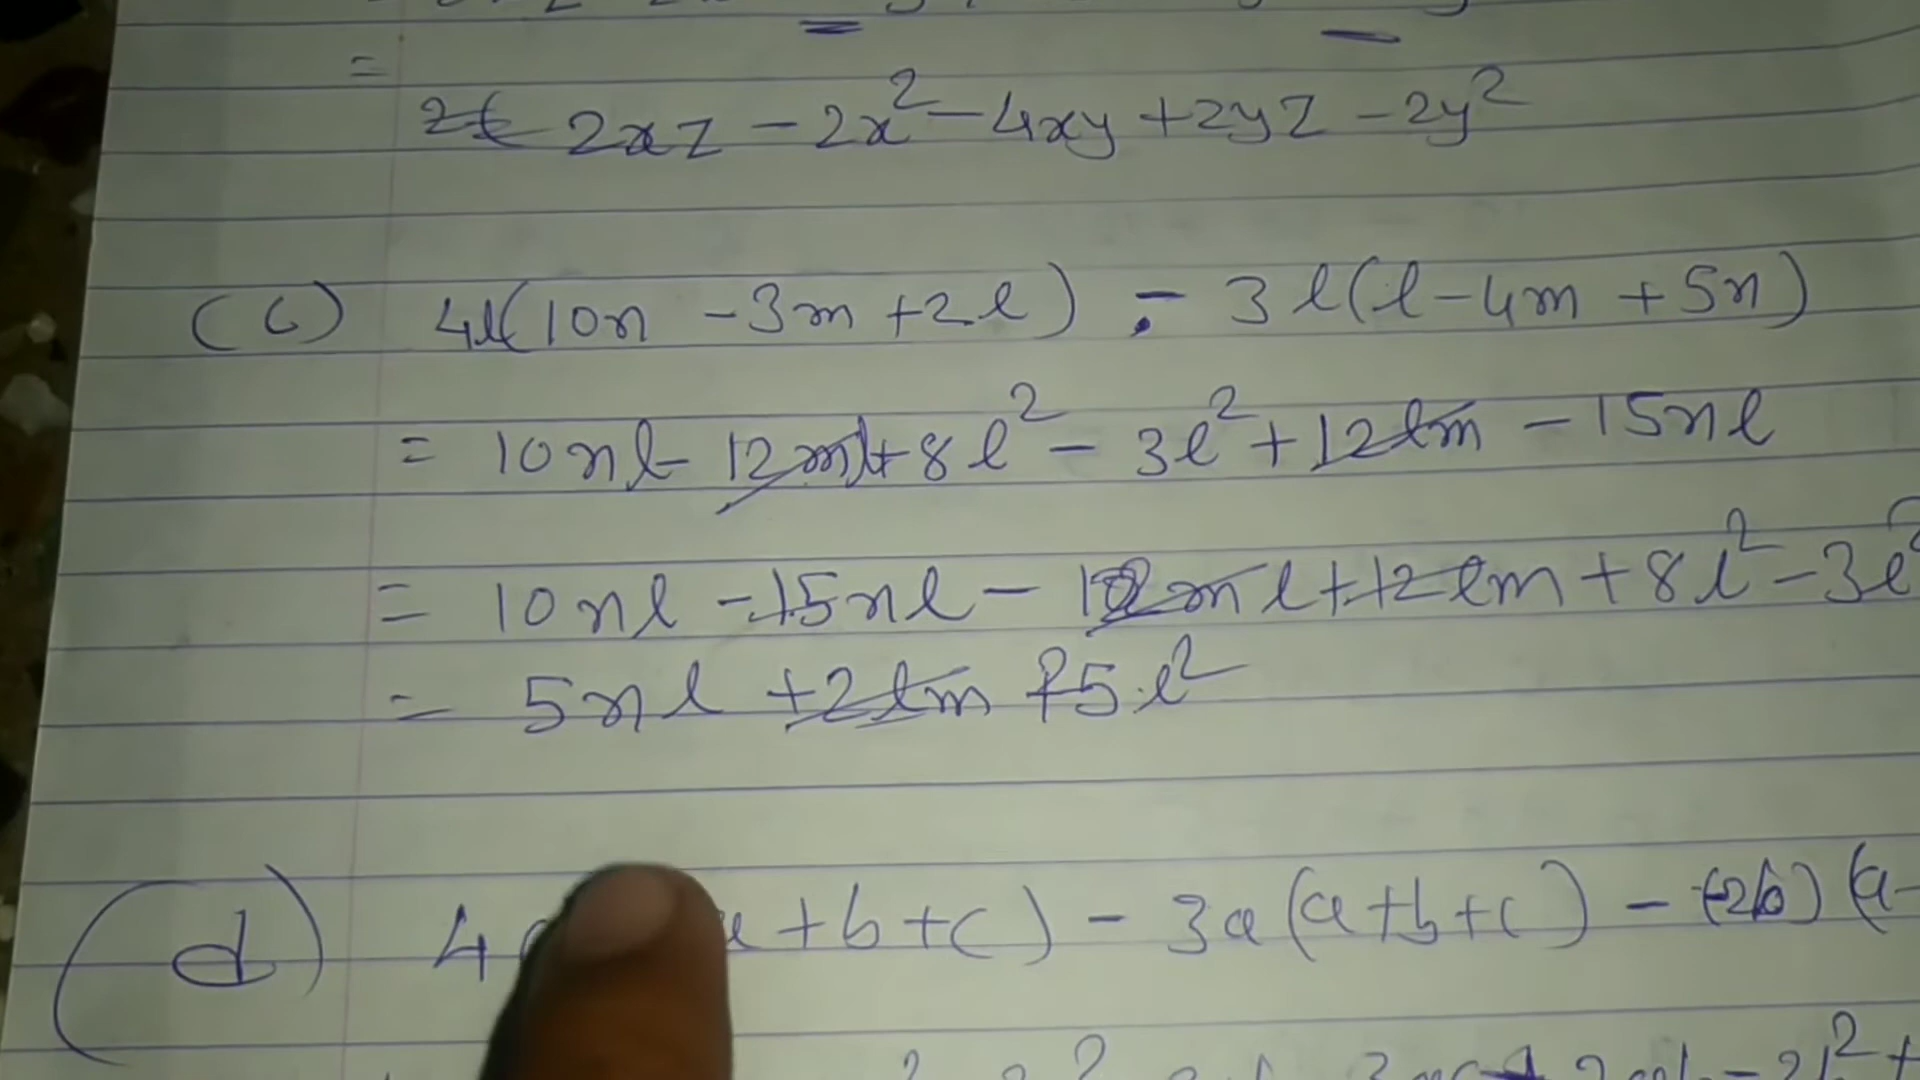 =
2xz - 2x² - 4xy + 2yz - 2y²
(c) 4l(10n - 3m + 2l) - 3l(l - 4m + 5n)
= 10nl - 12ml + 8l² - 3l² + 12lm - 15nl
= 10nl - 15nl - 12ml + 12lm + 8l² - 3l²
= 5nl + 2lm + 5l²
(d) 4 + b + c) - 3a(a + b + c) - (-2b) (a -